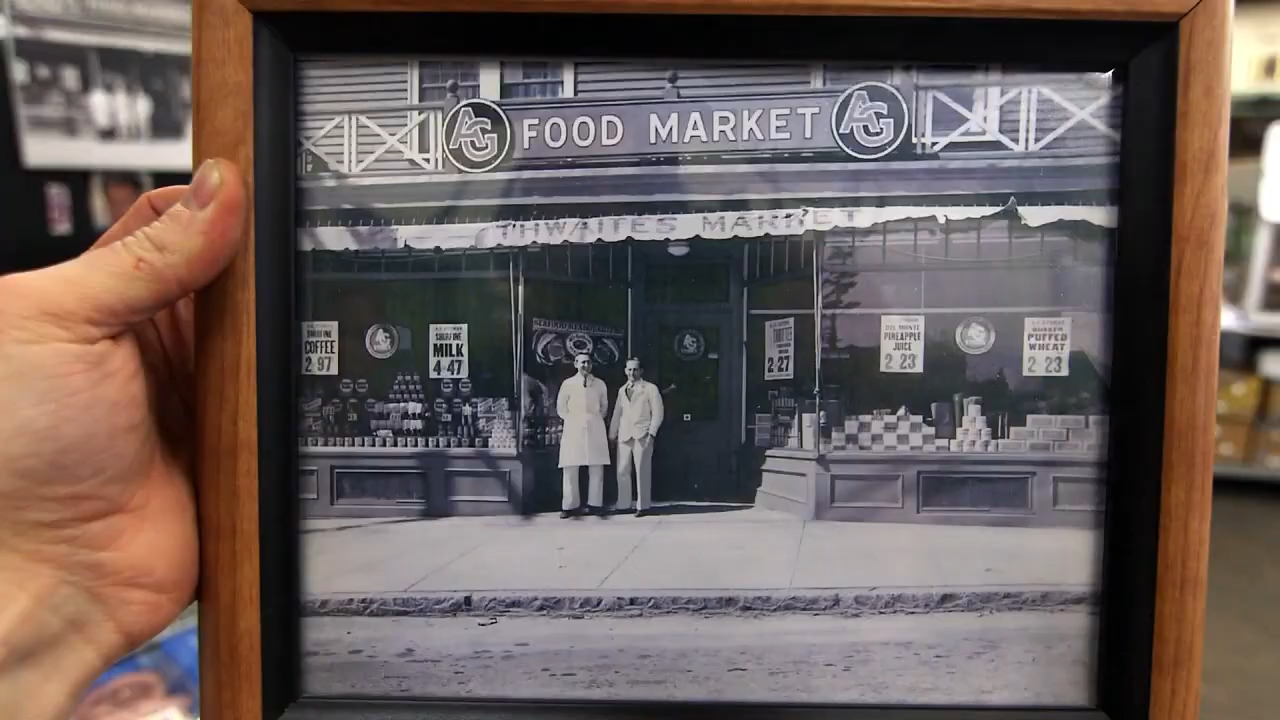 AG FOOD MARKET AG
THWAITES MARKET
COFFEE
2 97
MILK
4 47
2 27
DEL MONTE
PINEAPPLE
JUICE
2 23
PUFFED
WHEAT
2 23